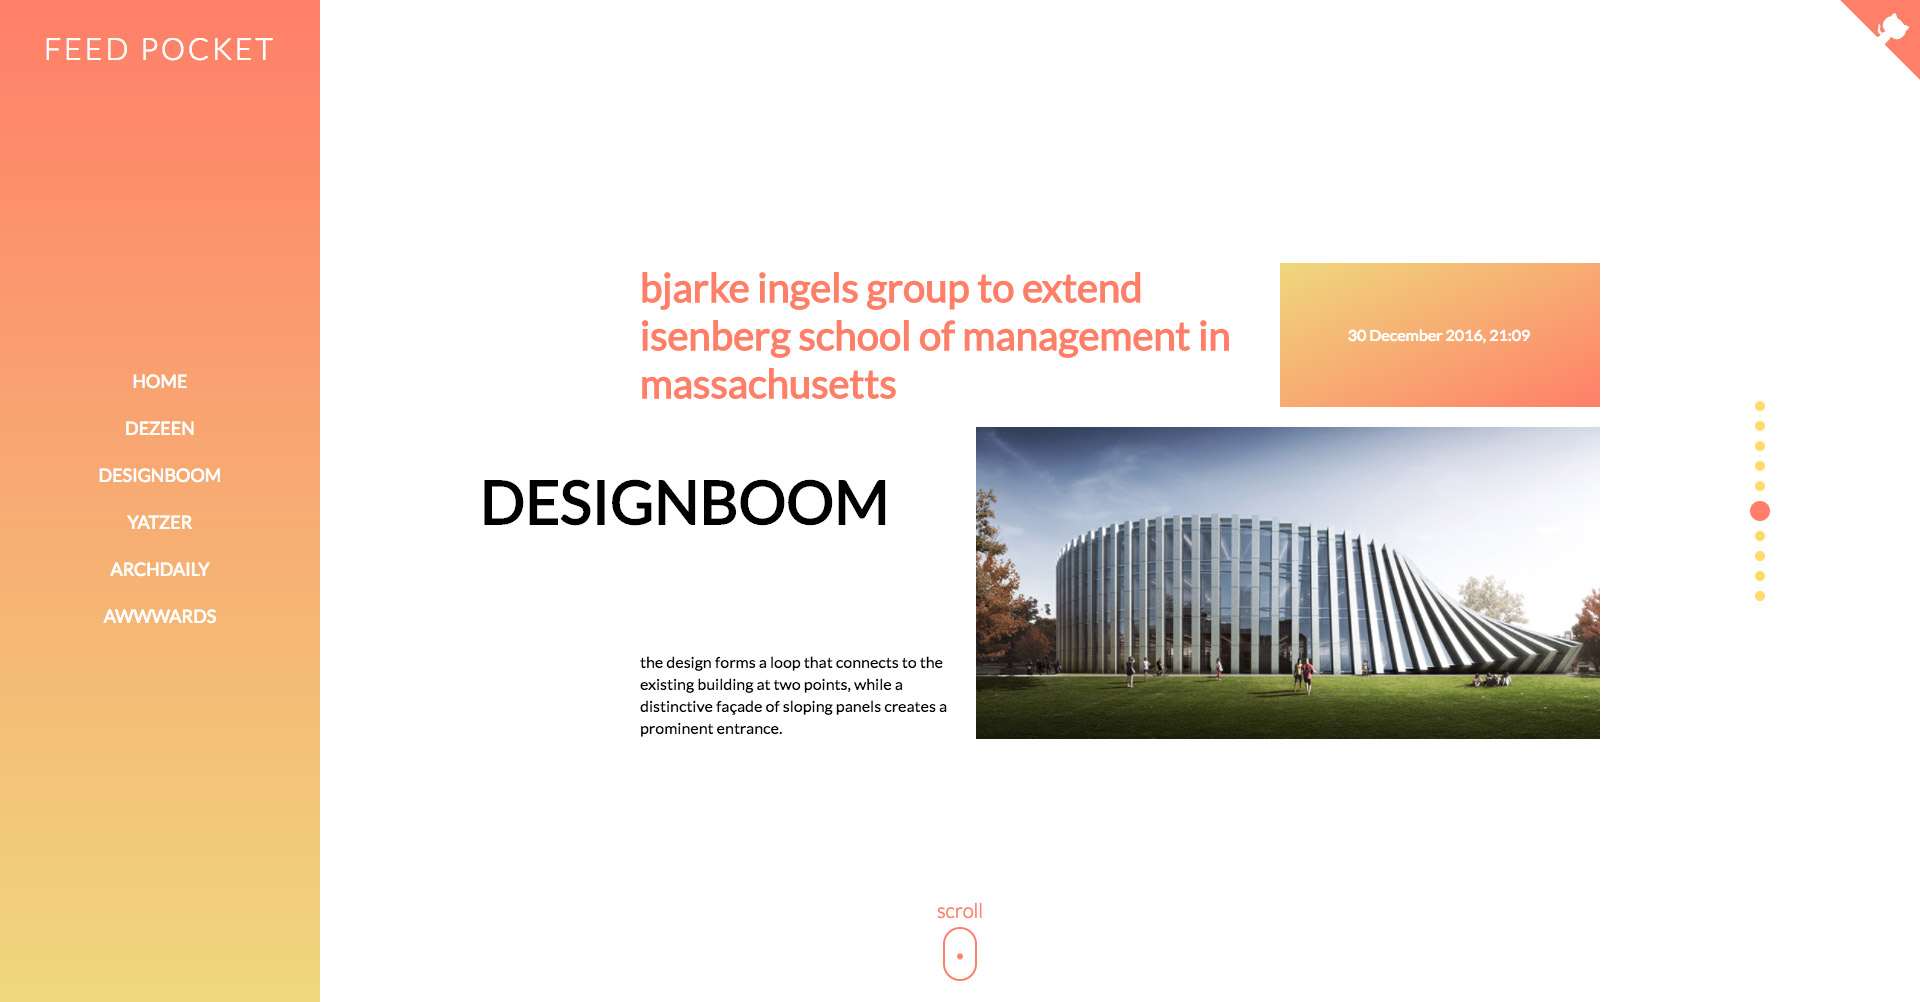 FEED POCKET
HOME
DEZEEN
DESIGNBOOM
YATZER
ARCHDAILY
AWWWARDS
bjarke ingels group to extend
isenberg school of management in
massachusetts
30 December 2016, 21:09
DESIGNBOOM
the design forms a loop that connects to the
existing building at two points, while a
distinctive façade of sloping panels creates a
prominent entrance.
scroll